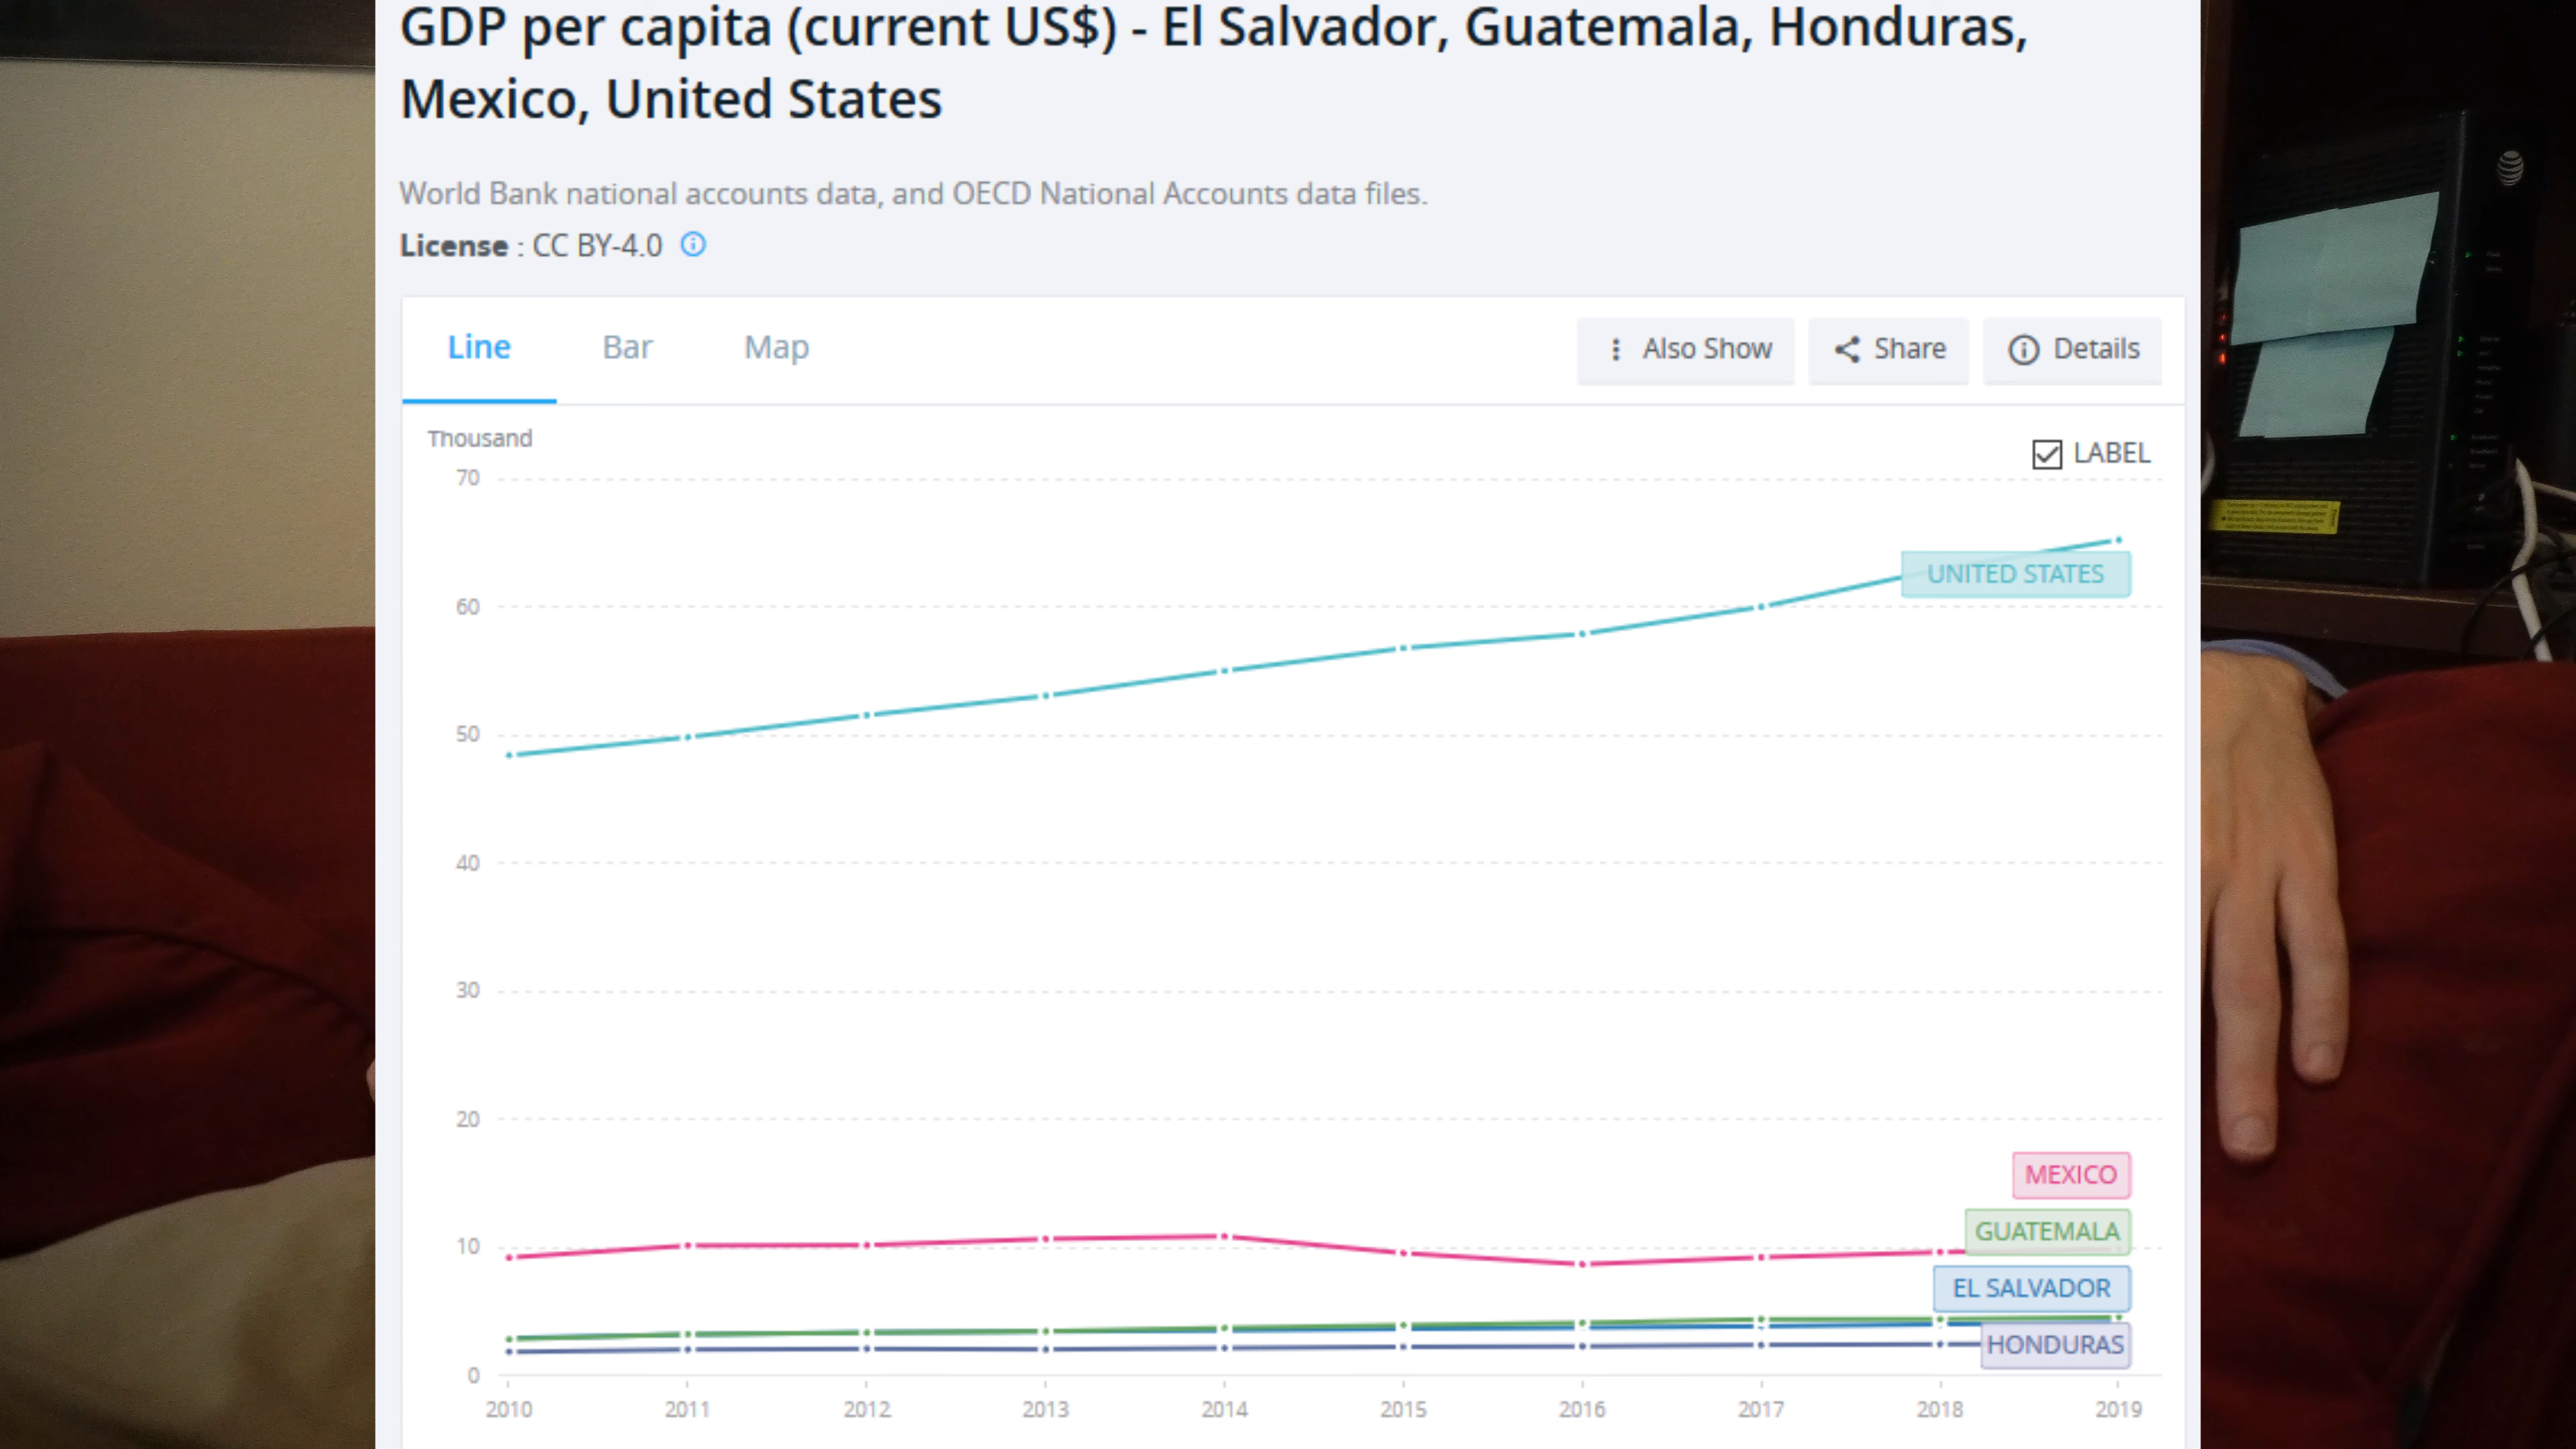 GDP per capita (current US$) - El Salvador, Guatemala, Honduras,
Mexico, United States
World Bank national accounts data, and OECD National Accounts data files.
License : CC BY-4.0
Line Bar Map Also Show Share Details
Thousand
LABEL
70
UNITED STATES
60
50
40
30
20
MEXICO
GUATEMALA
10
EL SALVADOR
HONDURAS
0
2010 2011 2012 2013 2014 2015 2016 2017 2018 2019